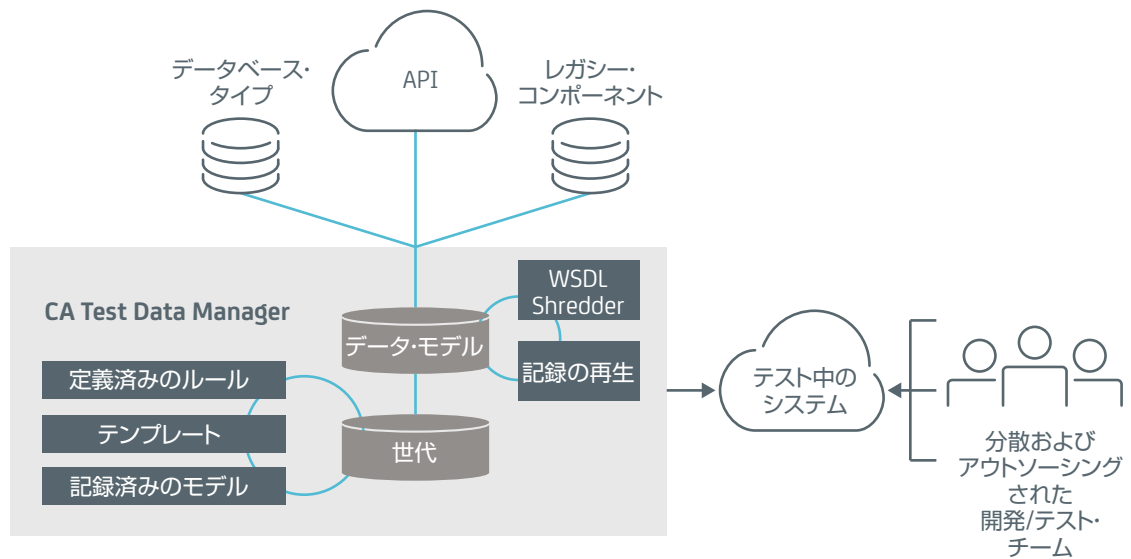 データベース・
タイプ
API
レガシー・
コンポーネント
CA Test Data Manager
WSDL
Shredder
データ・モデル
記録の再生
定義済みのルール
テンプレート
記録済みのモデル
世代
テスト中の
システム
分散および
アウトソーシング
された
開発/テスト・
チーム